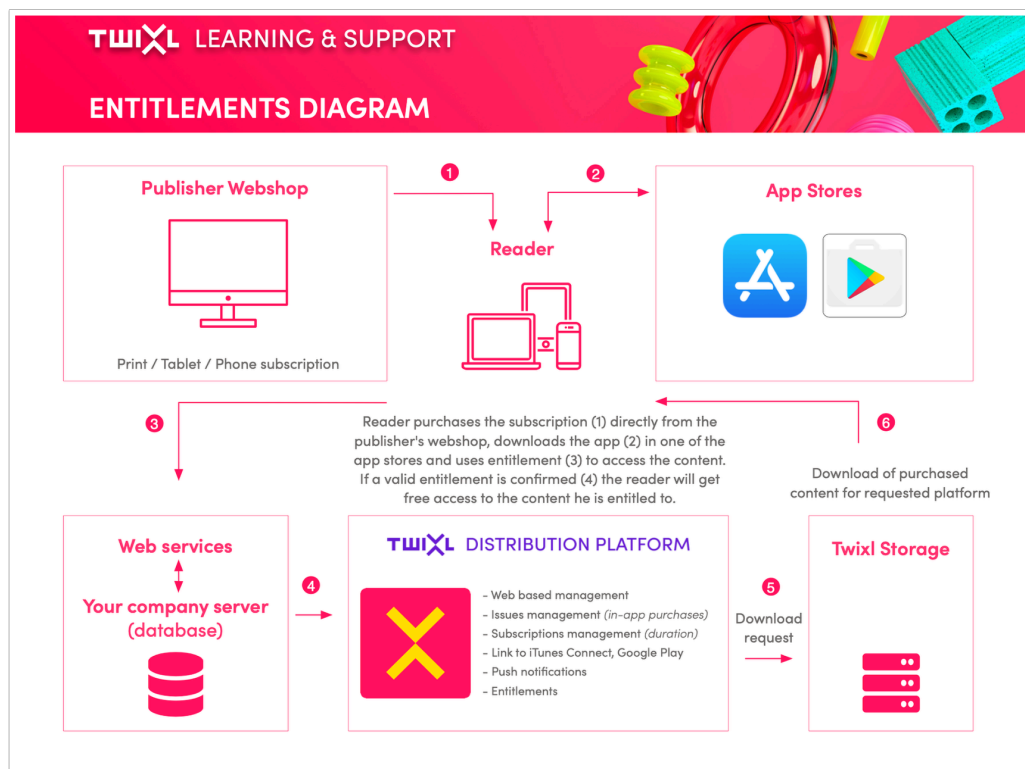 TWIXL LEARNING & SUPPORT
ENTITLEMENTS DIAGRAM
Publisher Webshop
Print / Tablet / Phone subscription
1
Reader
2
App Stores
3
Reader purchases the subscription (1) directly from the
publisher's webshop, downloads the app (2) in one of the
app stores and uses entitlement (3) to access the content.
If a valid entitlement is confirmed (4) the reader will get
free access to the content he is entitled to.
6
Download of purchased
content for requested platform
Web services
Your company server
(database)
4
TWIXL DISTRIBUTION PLATFORM
- Web based management
- Issues management (in-app purchases)
- Subscriptions management (duration)
- Link to iTunes Connect, Google Play
- Push notifications
- Entitlements
5
Download
request
Twixl Storage